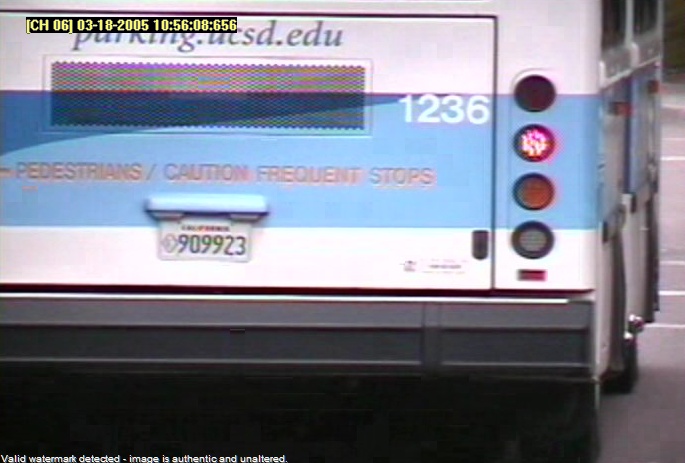 [CH 06] 03-18-2005 10:56:08:656
parking.ucsd.edu
1236
PEDESTRIANS/ CAUTION FREQUENT STOPS
CALIFORNIA
909923
Valid watermark detected - image is authentic and unaltered.